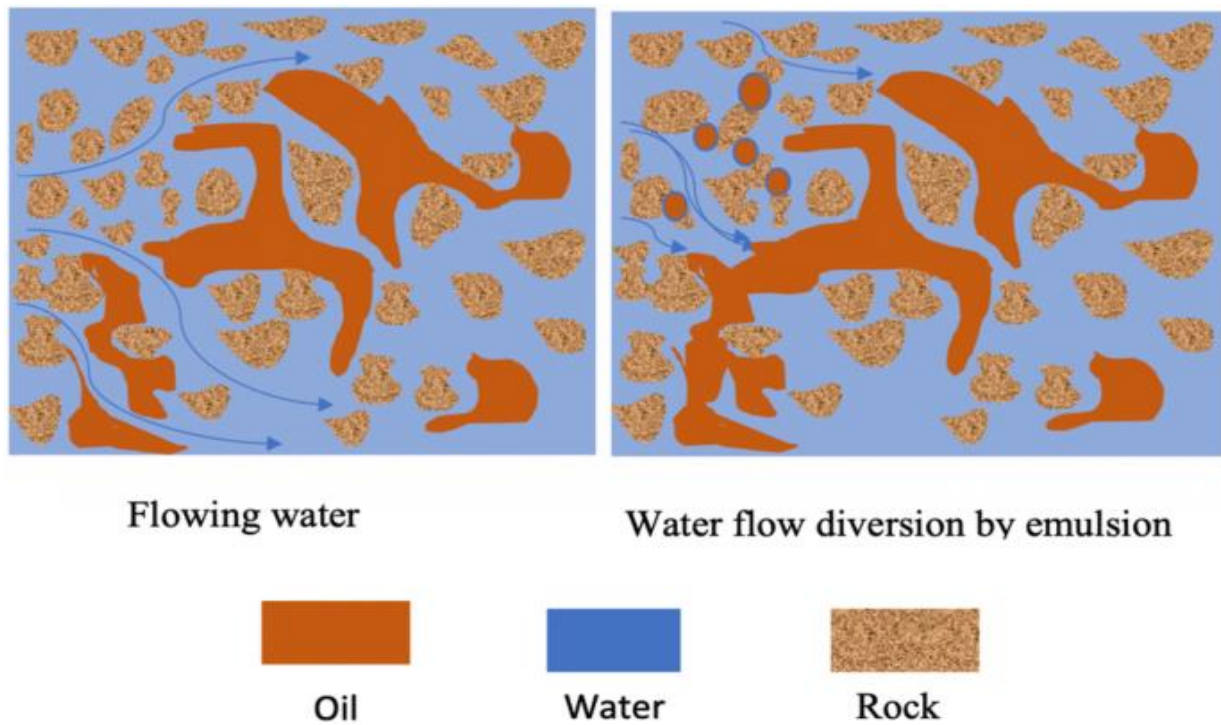 Flowing water
Water flow diversion by emulsion
Oil
Water
Rock